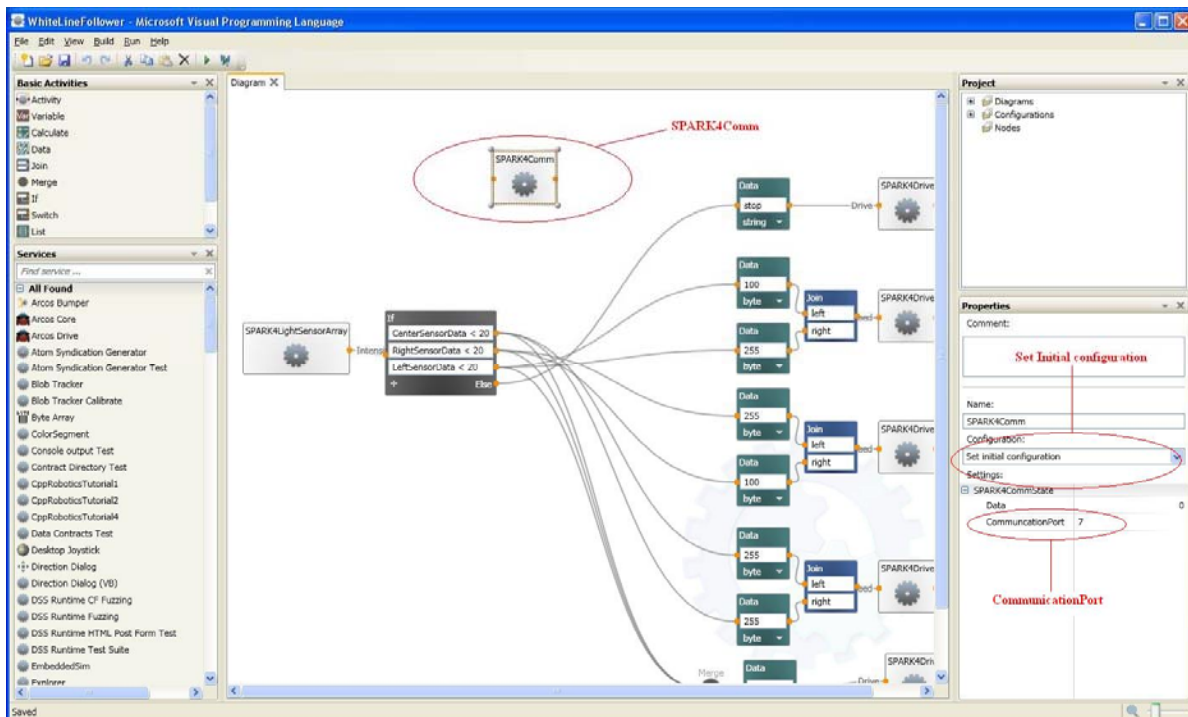 WhiteLineFollower - Microsoft Visual Programming Language
File Edit View Build Run Help
Basic Activities
Activity
Variable
Calculate
Data
Join
Merge
If
Switch
List
Services
Find service ...
All Found
Arcos Bumper
Arcos Core
Arcos Drive
Atom Syndication Generator
Atom Syndication Generator Test
Blob Tracker
Blob Tracker Calibrate
Byte Array
ColorSegment
Console output Test
Contract Directory Test
CppRoboticsTutorial1
CppRoboticsTutorial2
CppRoboticsTutorial4
Data Contracts Test
Desktop Joystick
Direction Dialog
Direction Dialog (VB)
DSS Runtime CF Fuzzing
DSS Runtime Fuzzing
DSS Runtime HTML Post Form Test
DSS Runtime Test Suite
EmbeddedSim
Explorer
Diagram
SPARK4Comm
SPARK4Comm
SPARK4LightSensorArray
Intens
If
CenterSensorData < 20
RightSensorData < 20
LeftSensorData < 20
Else
Data
stop
string
Drive
SPARK4Drive
Data
100
byte
Data
255
byte
Join
left
right
eed
SPARK4Drive
Data
255
byte
Data
100
byte
Join
left
right
eed
SPARK4Drive
Data
255
byte
Data
255
byte
Join
left
right
eed
SPARK4Drive
Merge
Data
Drive
SPARK4Driv
Project
Diagrams
Configurations
Nodes
Properties
Comment:
Set Initial configuration
Name:
SPARK4Comm
Configuration:
Set initial configuration
Settings:
SPARK4CommState
Data 0
CommuncationPort 7
CommunicationPort
Saved